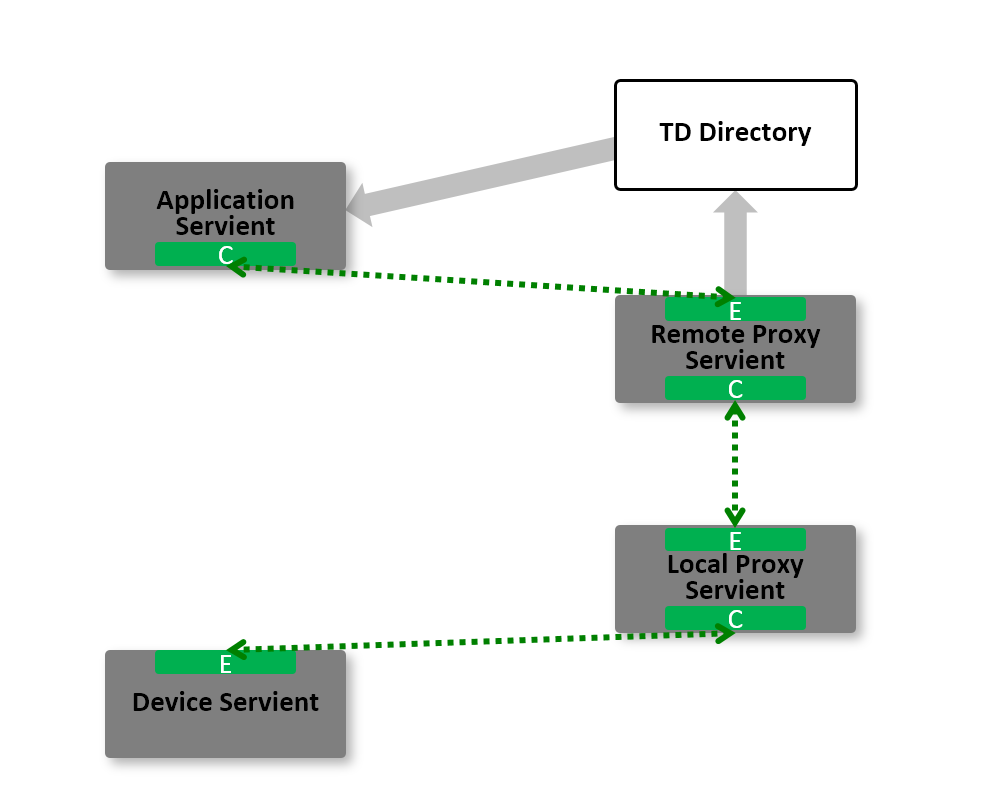 TD Directory
Application
Servient
C
E
Remote Proxy
Servient
C
E
Local Proxy
Servient
C
E
Device Servient